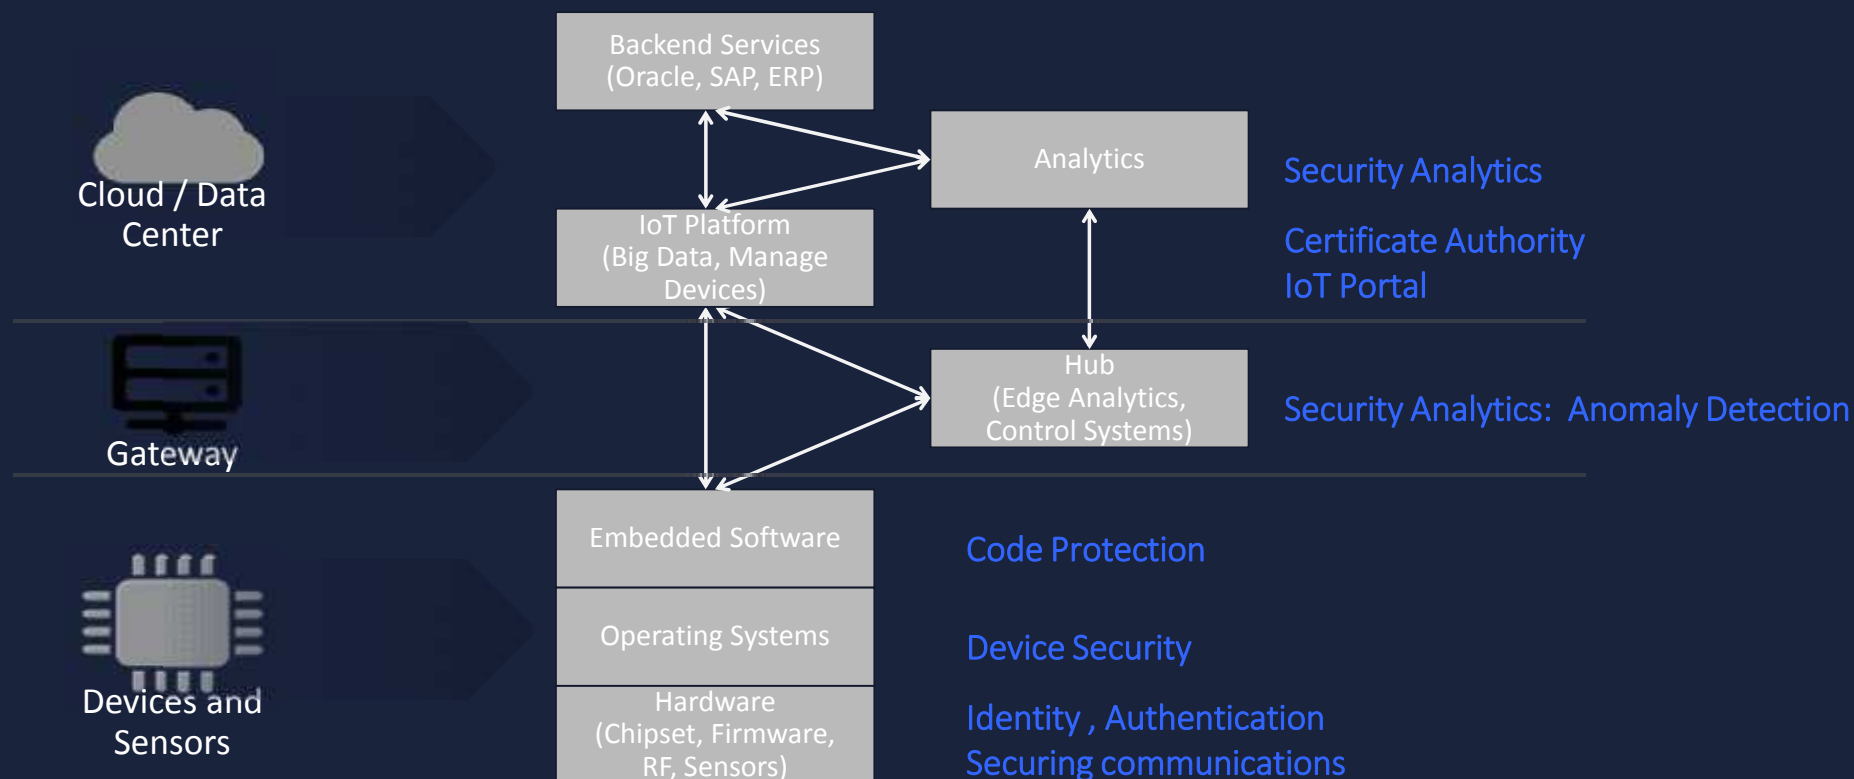 Backend Services
(Oracle, SAP, ERP)
Cloud / Data
Center
Analytics
Security Analytics
IoT Platform
(Big Data, Manage
Devices)
Certificate Authority
IoT Portal
Gateway
Hub
(Edge Analytics,
Control Systems)
Security Analytics: Anomaly Detection
Devices and
Sensors
Embedded Software
Code Protection
Operating Systems
Device Security
Hardware
(Chipset, Firmware,
RF, Sensors)
Identity , Authentication
Securing communications